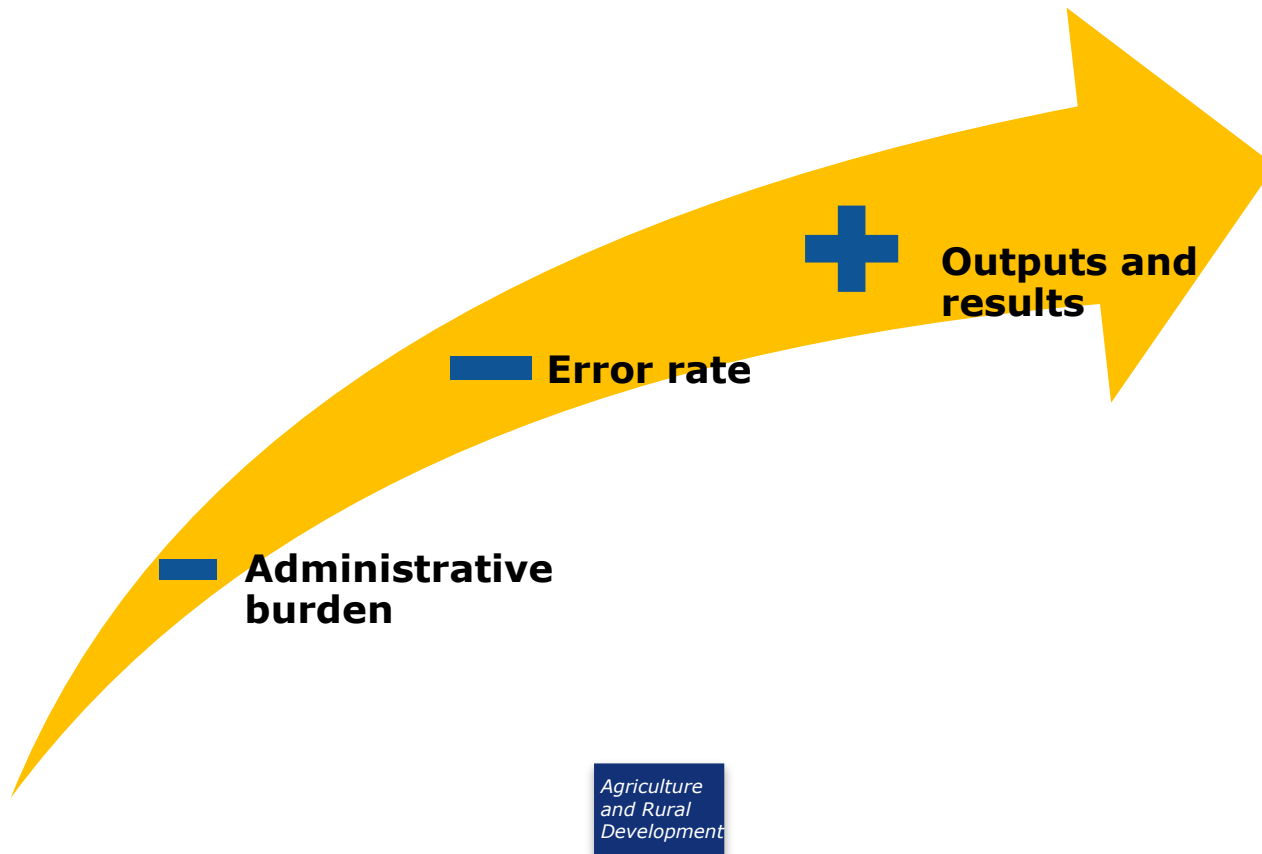 Outputs and
results
Error rate
Administrative
burden
Agriculture
and Rural
Development